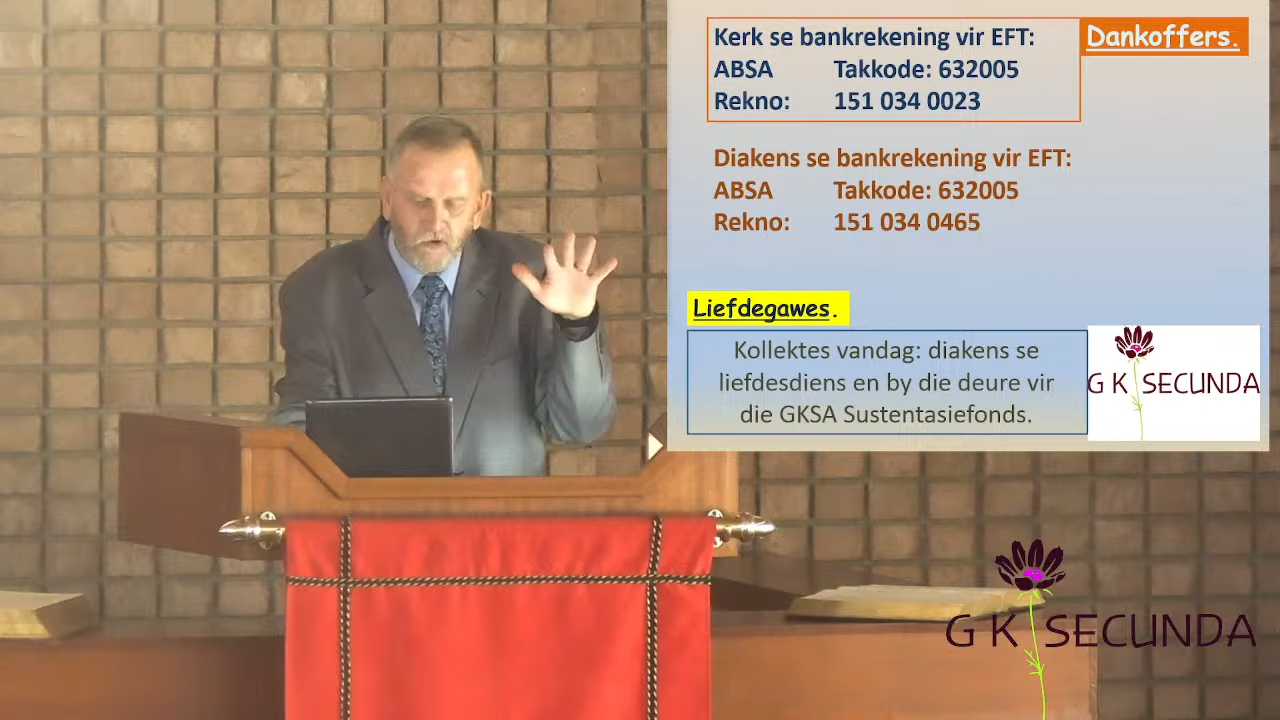 Kerk se bankrekening vir EFT:
Dankoffers.
ABSA Takkode: 632005
Rekno: 151 034 0023
Diakens se bankrekening vir EFT:
ABSA Takkode: 632005
Rekno: 151 034 0465
Liefdegawes.
Kollektes vandag: diakens se
liefdesdiens en by die deure vir
die GKSA Sustentasiefonds.
G K SECUNDA
G K SECUNDA